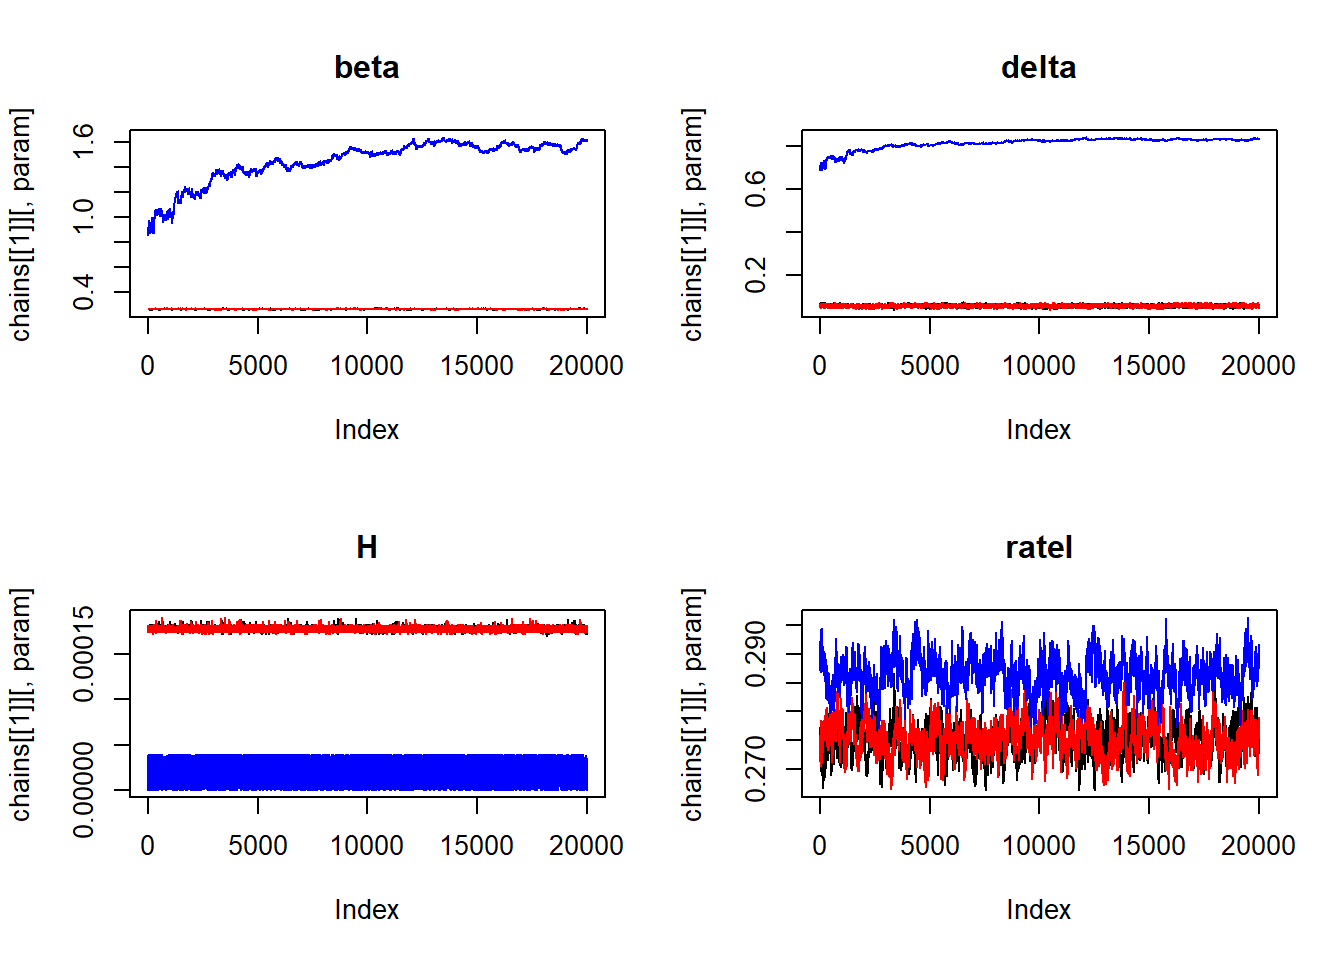 beta
chains[[1]][, param]
0.4 1.0 1.6
0 5000 10000 15000 20000
Index
delta
chains[[1]][, param]
0.2 0.6
0 5000 10000 15000 20000
Index
H
chains[[1]][, param]
0.00000 0.00015
0 5000 10000 15000 20000
Index
rateI
chains[[1]][, param]
0.270 0.290
0 5000 10000 15000 20000
Index